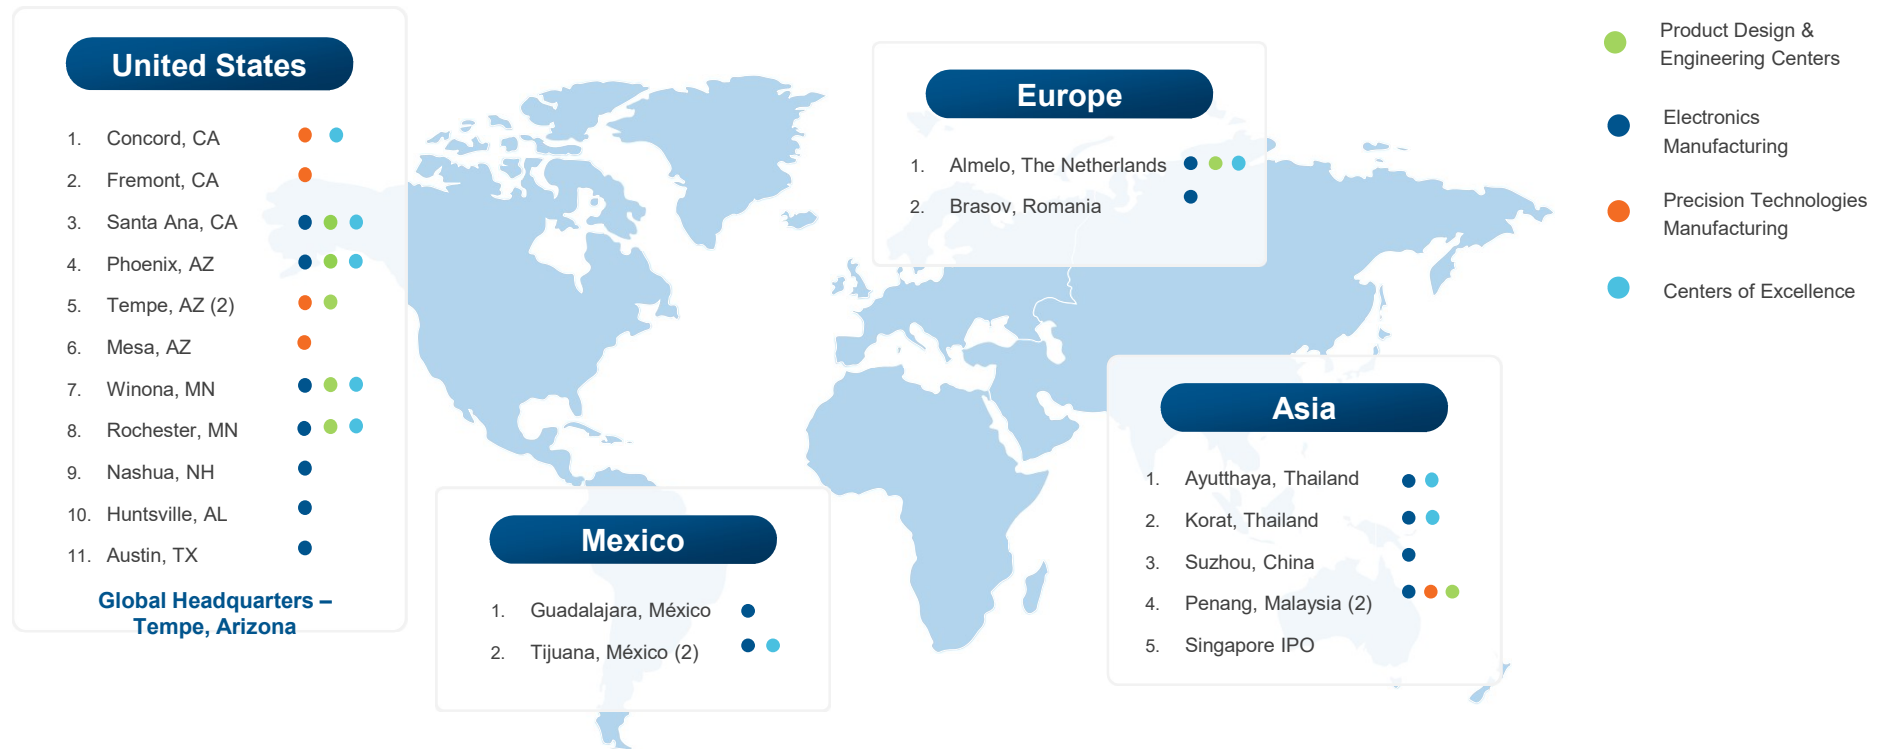 United States
1. Concord, CA
2. Fremont, CA
3. Santa Ana, CA
4. Phoenix, AZ
5. Tempe, AZ (2)
6. Mesa, AZ
7. Winona, MN
8. Rochester, MN
9. Nashua, NH
10. Huntsville, AL
11. Austin, TX
Global Headquarters –
Tempe, Arizona
Mexico
1. Guadalajara, México
2. Tijuana, México (2)
Europe
1. Almelo, The Netherlands
2. Brasov, Romania
Asia
1. Ayutthaya, Thailand
2. Korat, Thailand
3. Suzhou, China
4. Penang, Malaysia (2)
5. Singapore IPO
Product Design &
Engineering Centers
Electronics
Manufacturing
Precision Technologies
Manufacturing
Centers of Excellence